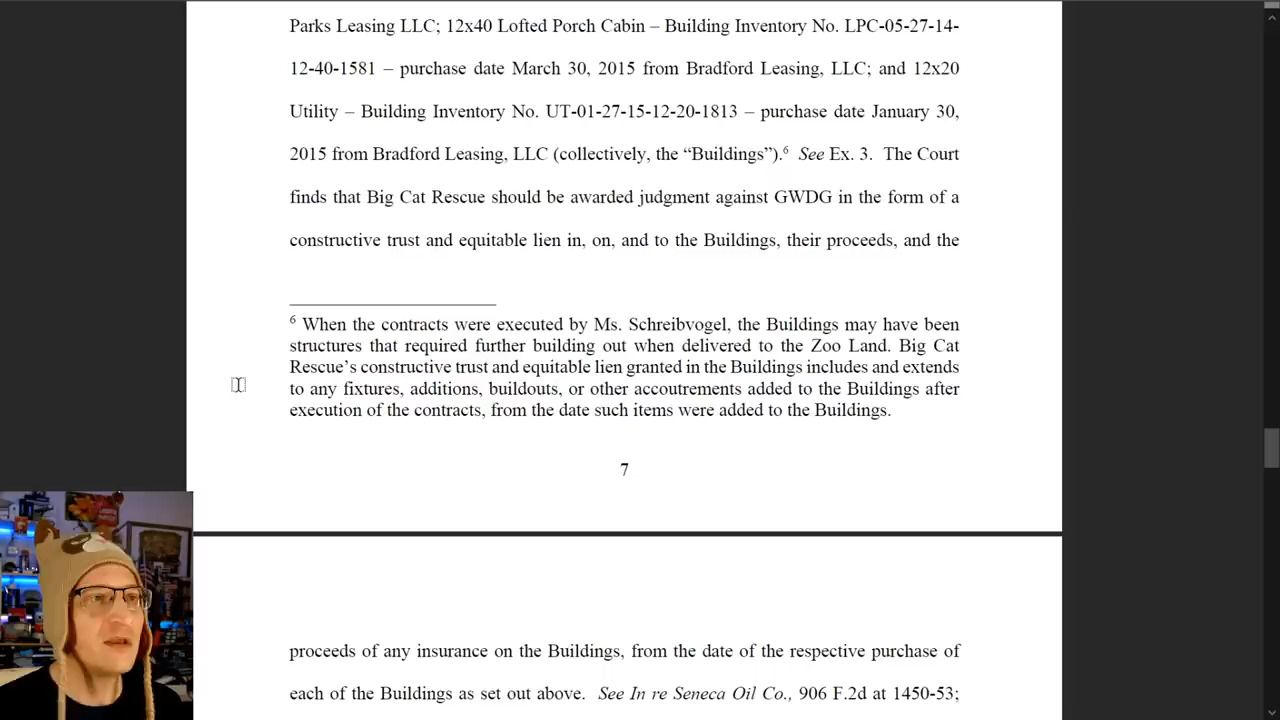 Parks Leasing LLC; 12x40 Lofted Porch Cabin – Building Inventory No. LPC-05-27-14-
12-40-1581 – purchase date March 30, 2015 from Bradford Leasing, LLC; and 12x20
Utility – Building Inventory No. UT-01-27-15-12-20-1813 – purchase date January 30,
2015 from Bradford Leasing, LLC (collectively, the “Buildings”).⁶ See Ex. 3. The Court
finds that Big Cat Rescue should be awarded judgment against GWDG in the form of a
constructive trust and equitable lien in, on, and to the Buildings, their proceeds, and the
⁶ When the contracts were executed by Ms. Schreibvogel, the Buildings may have been
structures that required further building out when delivered to the Zoo Land. Big Cat
Rescue’s constructive trust and equitable lien granted in the Buildings includes and extends
to any fixtures, additions, buildouts, or other accoutrements added to the Buildings after
execution of the contracts, from the date such items were added to the Buildings.
7
proceeds of any insurance on the Buildings, from the date of the respective purchase of
each of the Buildings as set out above. See In re Seneca Oil Co., 906 F.2d at 1450-53;